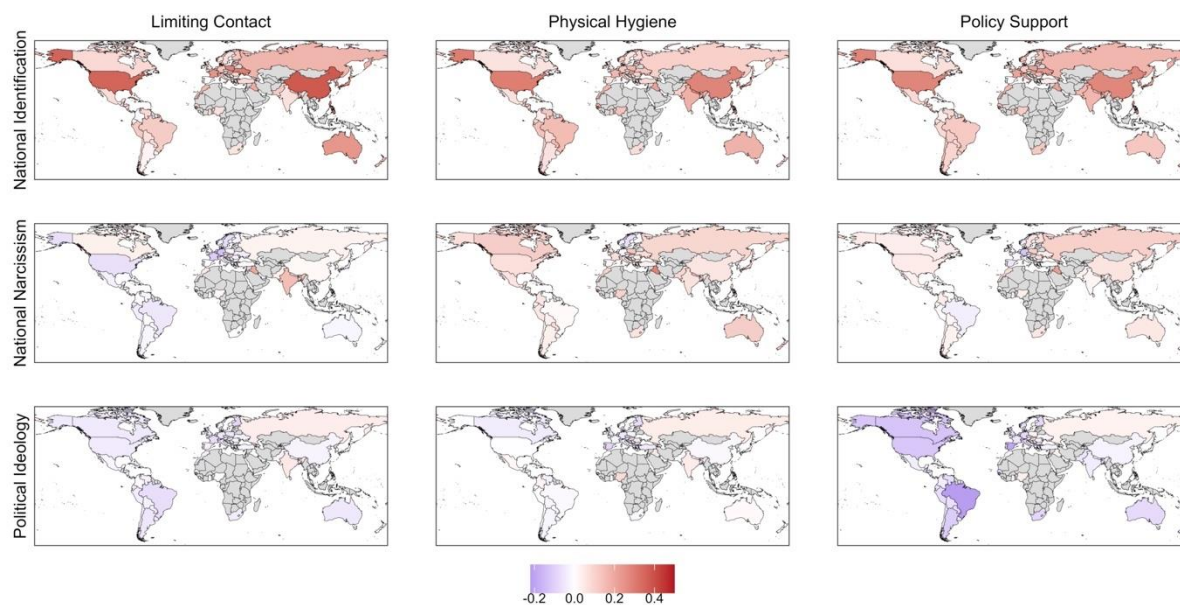 Limiting Contact
Physical Hygiene
Policy Support
National Identification
National Narcissism
Political Ideology
-0.2 0.0 0.2 0.4